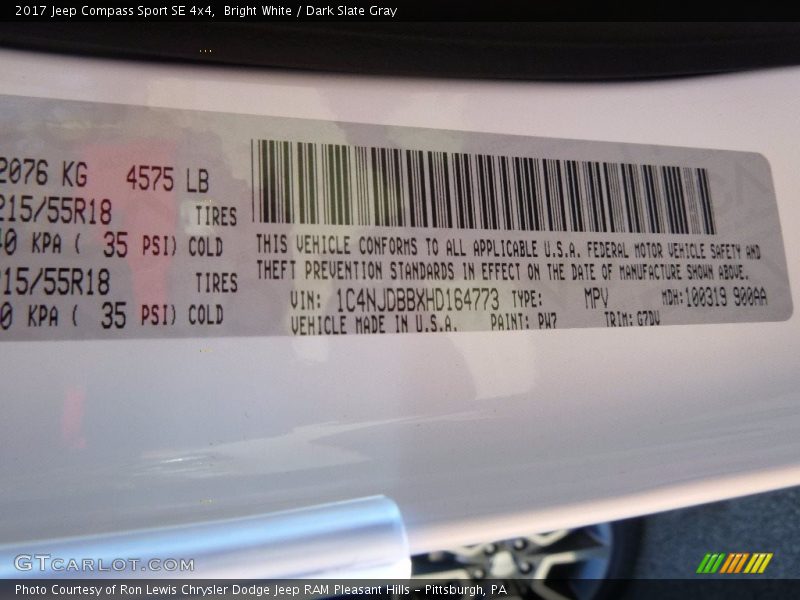 2017 Jeep Compass Sport SE 4x4, Bright White / Dark Slate Gray
2076 KG 4575 LB
215/55R18 TIRES
KPA ( 35 PSI) COLD
15/55R18 TIRES
0 KPA ( 35 PSI) COLD
THIS VEHICLE CONFORMS TO ALL APPLICABLE U.S.A. FEDERAL MOTOR VEHICLE SAFETY AND
THEFT PREVENTION STANDARDS IN EFFECT ON THE DATE OF MANUFACTURE SHOWN ABOVE.
VIN: 1C4NJDBBXHD164773 TYPE: MPV MDH:100319 900AA
VEHICLE MADE IN U.S.A. PAINT: PW7 TRIM: G7DV
GTCARLOT.COM
Photo Courtesy of Ron Lewis Chrysler Dodge Jeep RAM Pleasant Hills - Pittsburgh, PA